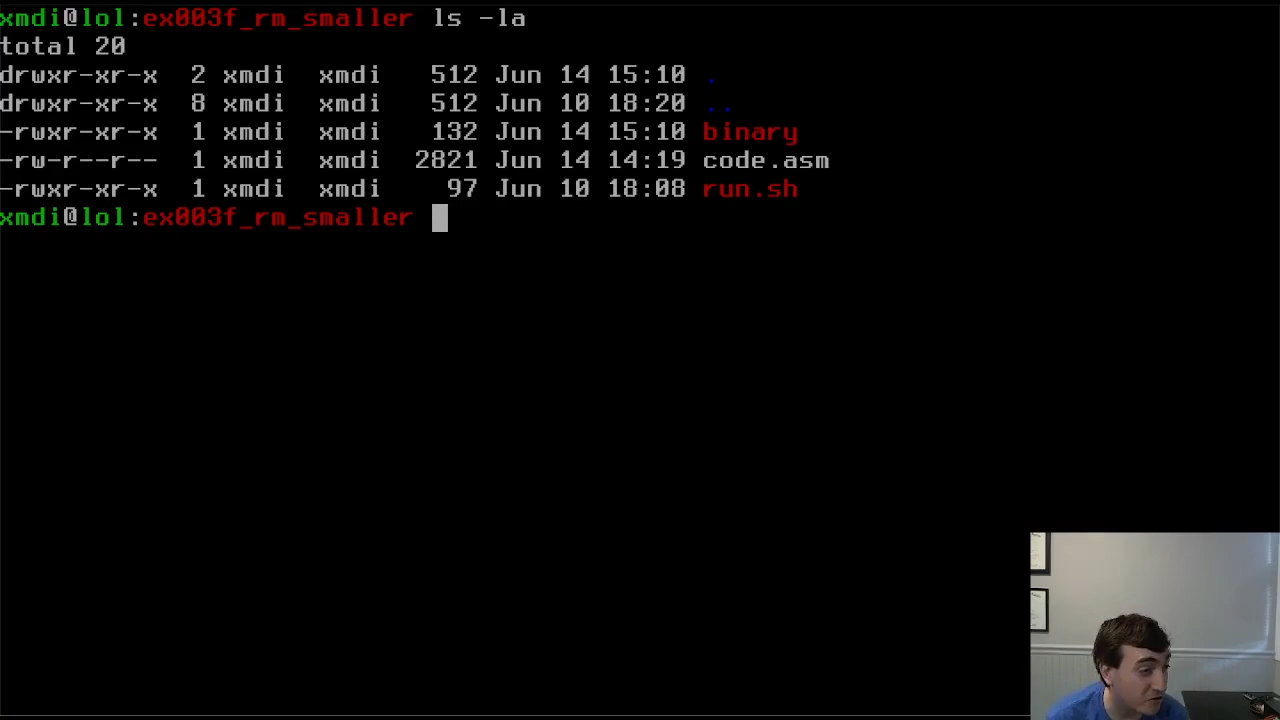 xmdi@lol:ex003f_rm_smaller ls -la
total 20
drwxr-xr-x  2 xmdi  xmdi   512 Jun 14 15:10 .
drwxr-xr-x  8 xmdi  xmdi   512 Jun 10 18:20 ..
-rwxr-xr-x  1 xmdi  xmdi   132 Jun 14 15:10 binary
-rw-r--r--  1 xmdi  xmdi  2821 Jun 14 14:19 code.asm
-rwxr-xr-x  1 xmdi  xmdi    97 Jun 10 18:08 run.sh
xmdi@lol:ex003f_rm_smaller